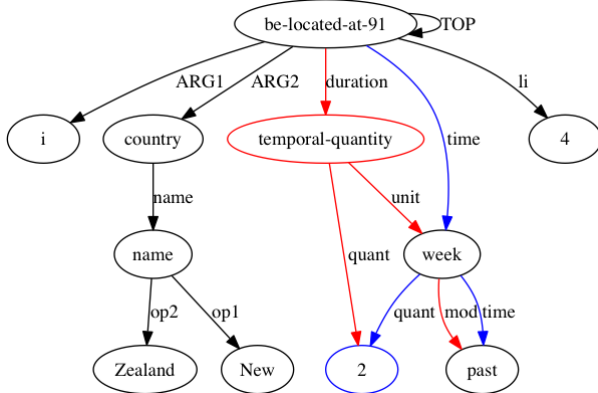 be-located-at-91 TOP
ARG1 ARG2 duration time li
i country temporal-quantity 4
name unit
name quant week
op2 op1 quant mod time
Zealand New 2 past